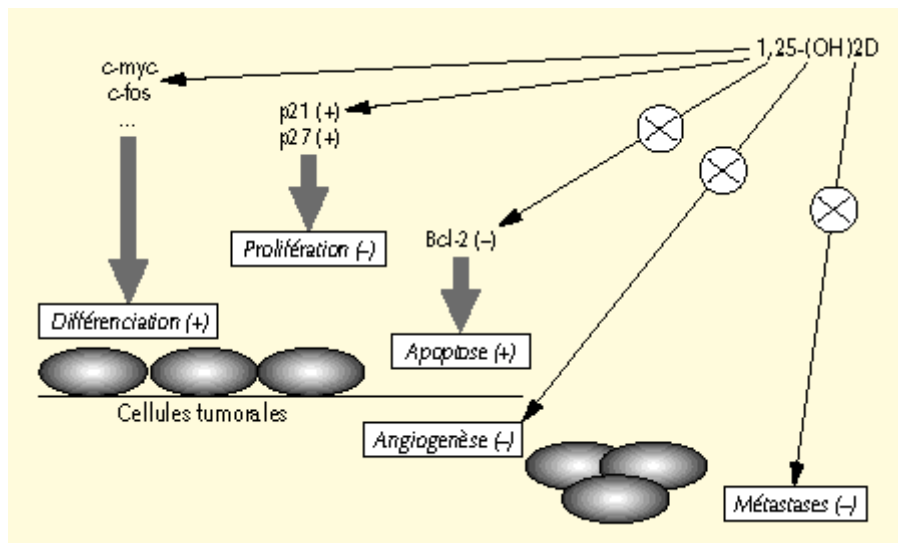 1,25-(OH)2D
c-myc
c-fos
...
p21 (+)
p27 (+)
Bcl-2 (–)
Prolifération (–)
Différenciation (+)
Apoptose (+)
Cellules tumorales
Angiogenèse (–)
Métastases (–)